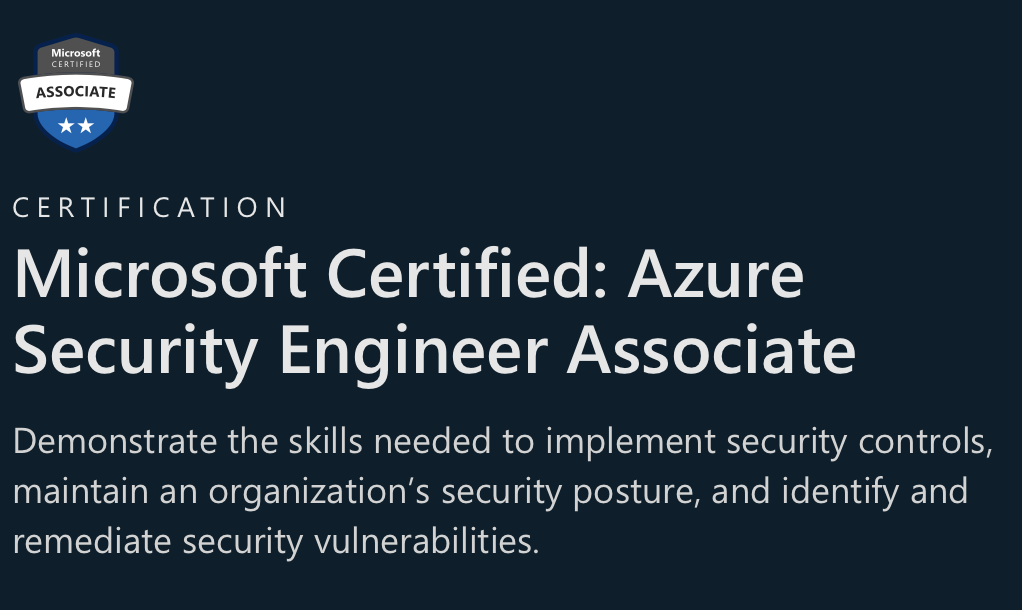 Microsoft
CERTIFIED
ASSOCIATE
CERTIFICATION
Microsoft Certified: Azure
Security Engineer Associate
Demonstrate the skills needed to implement security controls,
maintain an organization’s security posture, and identify and
remediate security vulnerabilities.